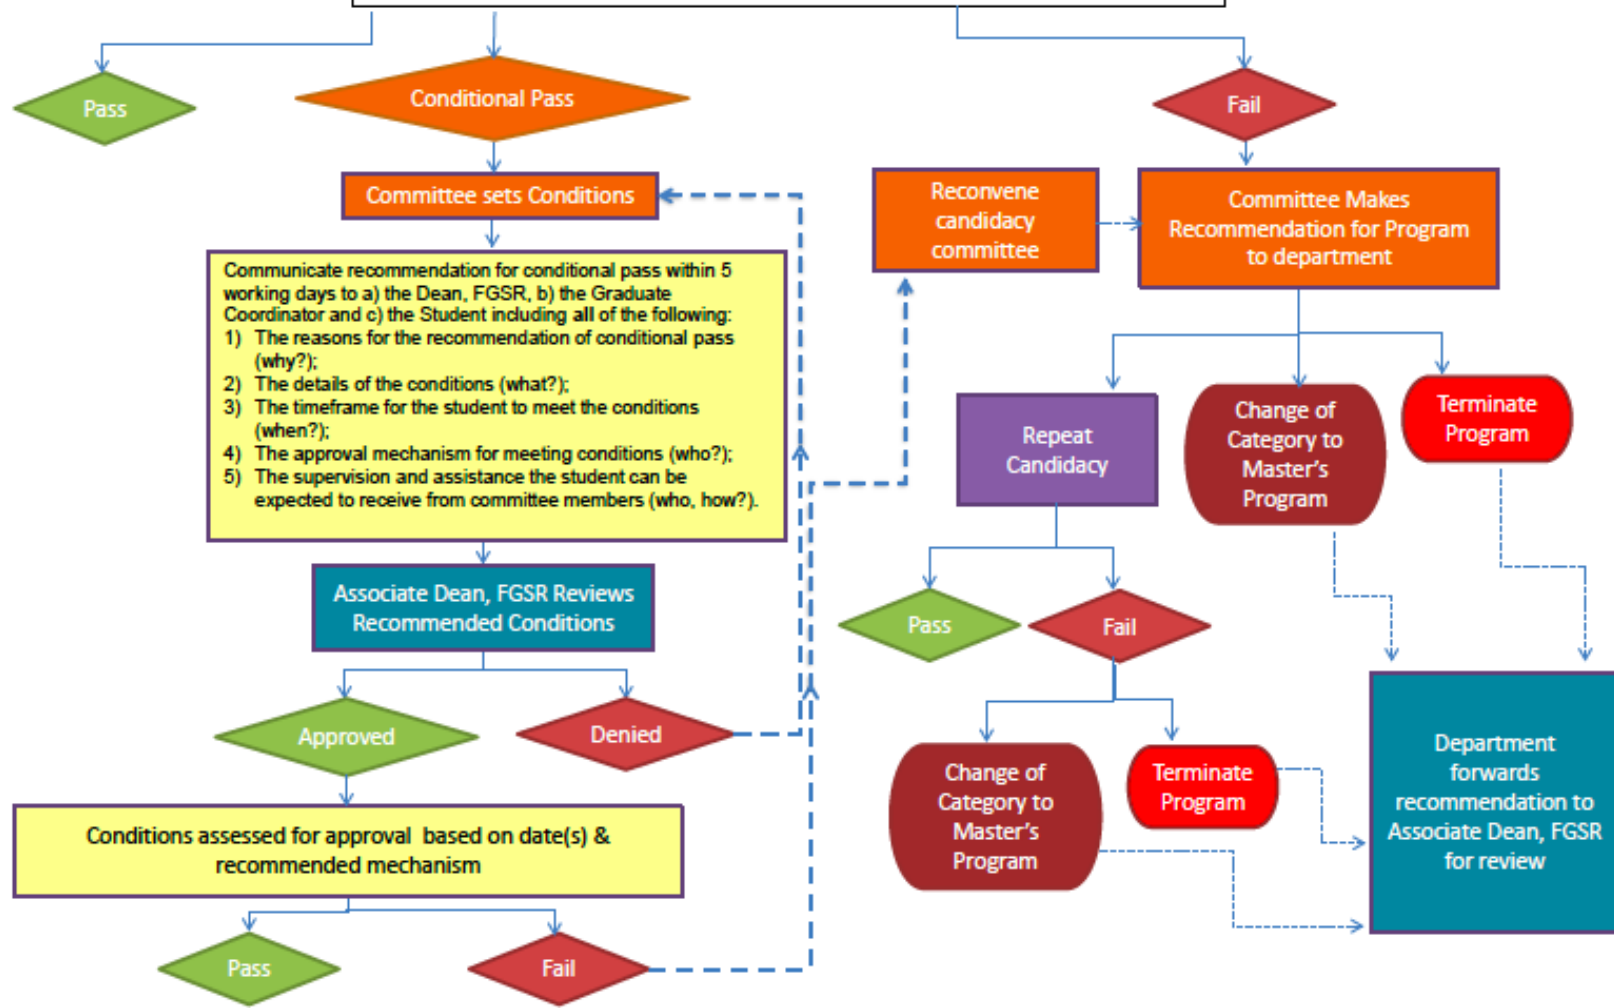 Pass
Conditional Pass
Fail
Committee sets Conditions
Reconvene
candidacy
committee
Committee Makes
Recommendation for Program
to department
Communicate recommendation for conditional pass within 5
working days to a) the Dean, FGSR, b) the Graduate
Coordinator and c) the Student including all of the following:
1) The reasons for the recommendation of conditional pass
(why?);
2) The details of the conditions (what?);
3) The timeframe for the student to meet the conditions
(when?);
4) The approval mechanism for meeting conditions (who?);
5) The supervision and assistance the student can be
expected to receive from committee members (who, how?).
Repeat
Candidacy
Change of
Category to
Master's
Program
Terminate
Program
Associate Dean, FGSR Reviews
Recommended Conditions
Pass
Fail
Approved
Denied
Change of
Category to
Master's
Program
Terminate
Program
Department
forwards
recommendation to
Associate Dean, FGSR
for review
Conditions assessed for approval based on date(s) &
recommended mechanism
Pass
Fail